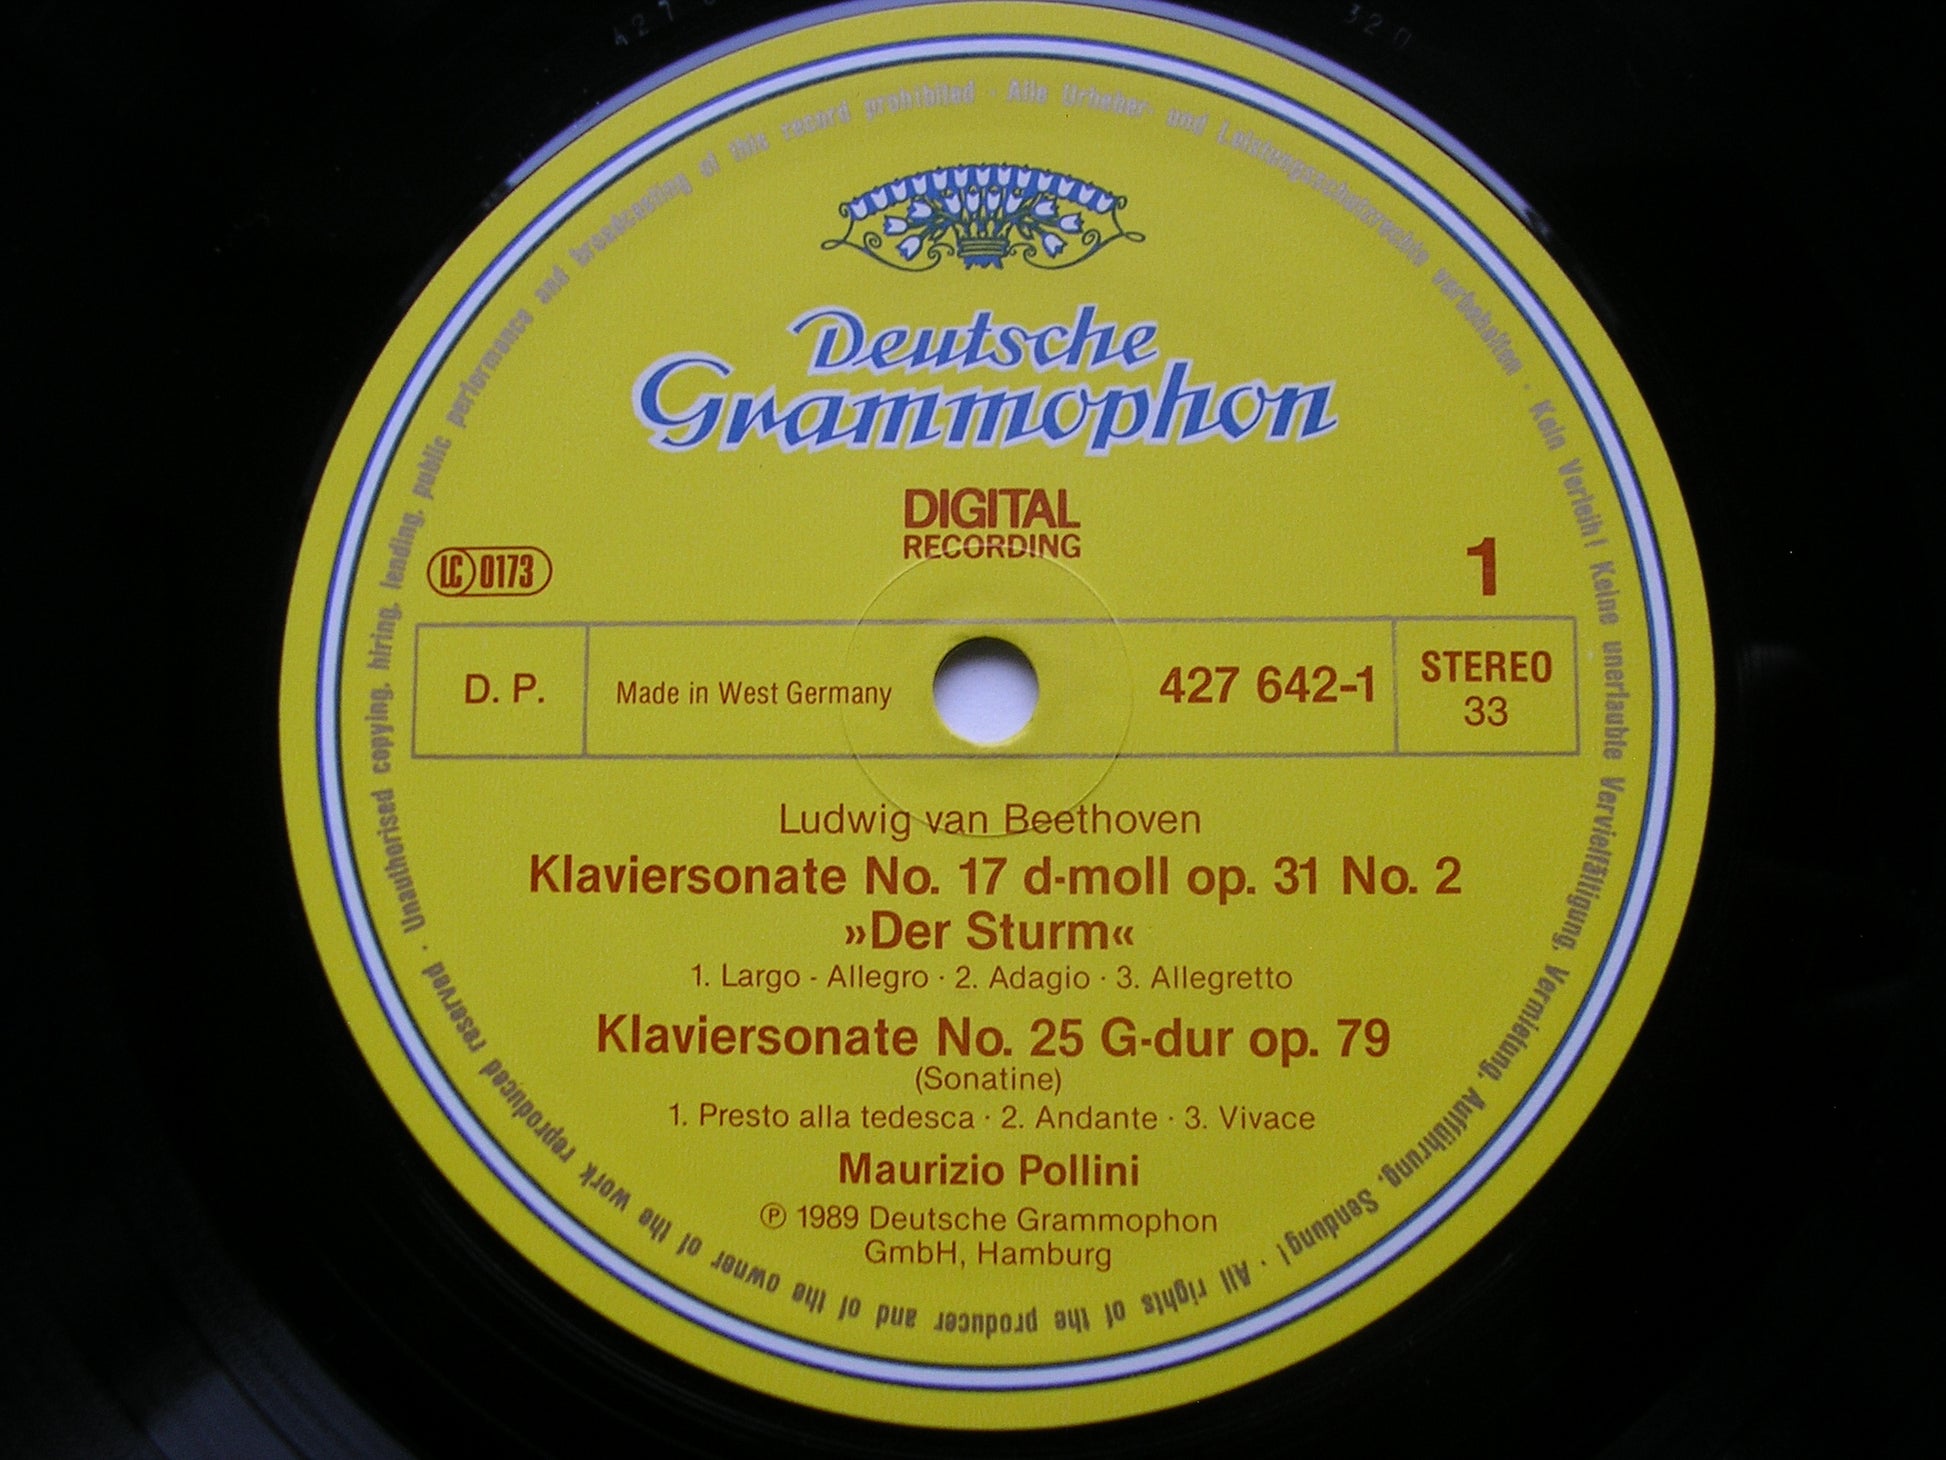 427
320
Unauthorised copying, hiring, lending, public performance and broadcasting of this record prohibited · Alle Urheber- und Leistungsschutzrechte vorbehalten · Kein Verleih! Keine unerlaubte Vervielfältigung, Vermietung, Aufführung, Sendung! · All rights of the producer and of the owner of the work reproduced reserved ·
Deutsche
Grammophon
DIGITAL
RECORDING
LC 0173
1
D. P.
Made in West Germany
427 642-1
STEREO
33
Ludwig van Beethoven
Klaviersonate No. 17 d-moll op. 31 No. 2
»Der Sturm«
1. Largo - Allegro · 2. Adagio · 3. Allegretto
Klaviersonate No. 25 G-dur op. 79
(Sonatine)
1. Presto alla tedesca · 2. Andante · 3. Vivace
Maurizio Pollini
℗ 1989 Deutsche Grammophon
GmbH, Hamburg